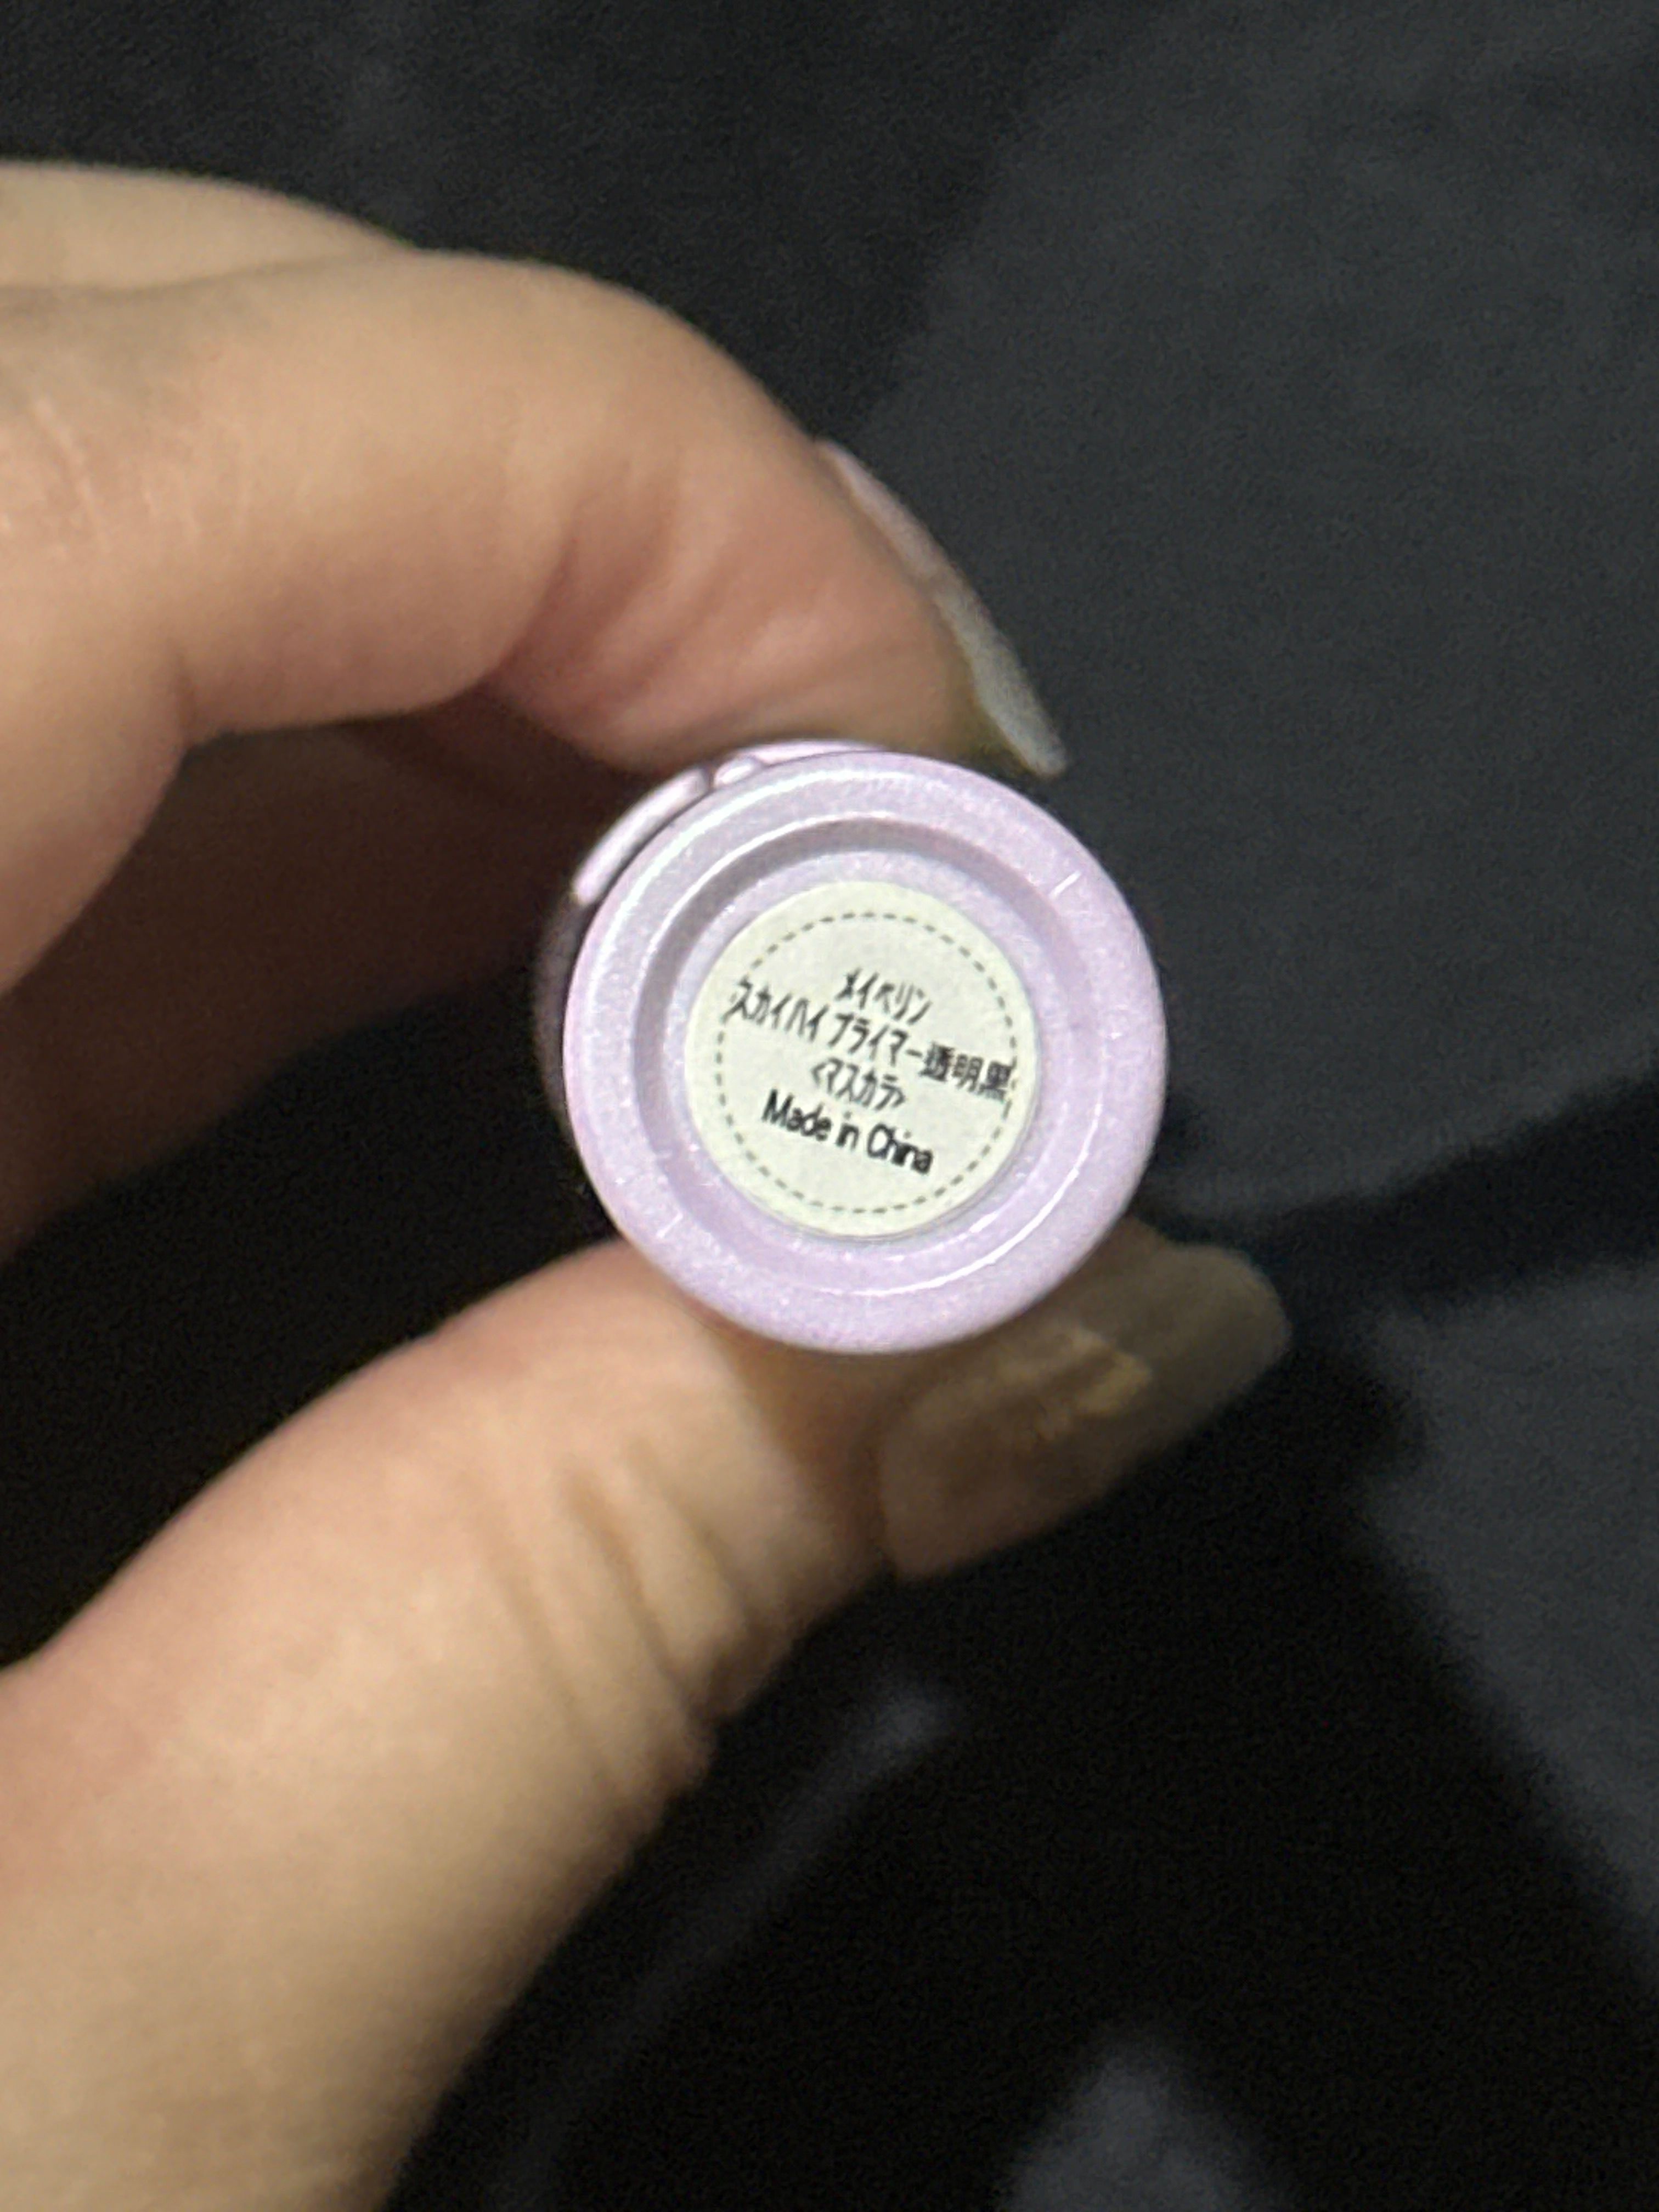 メイベリン
スカイハイ プライマー透明黒
<マスカラ>
Made in China